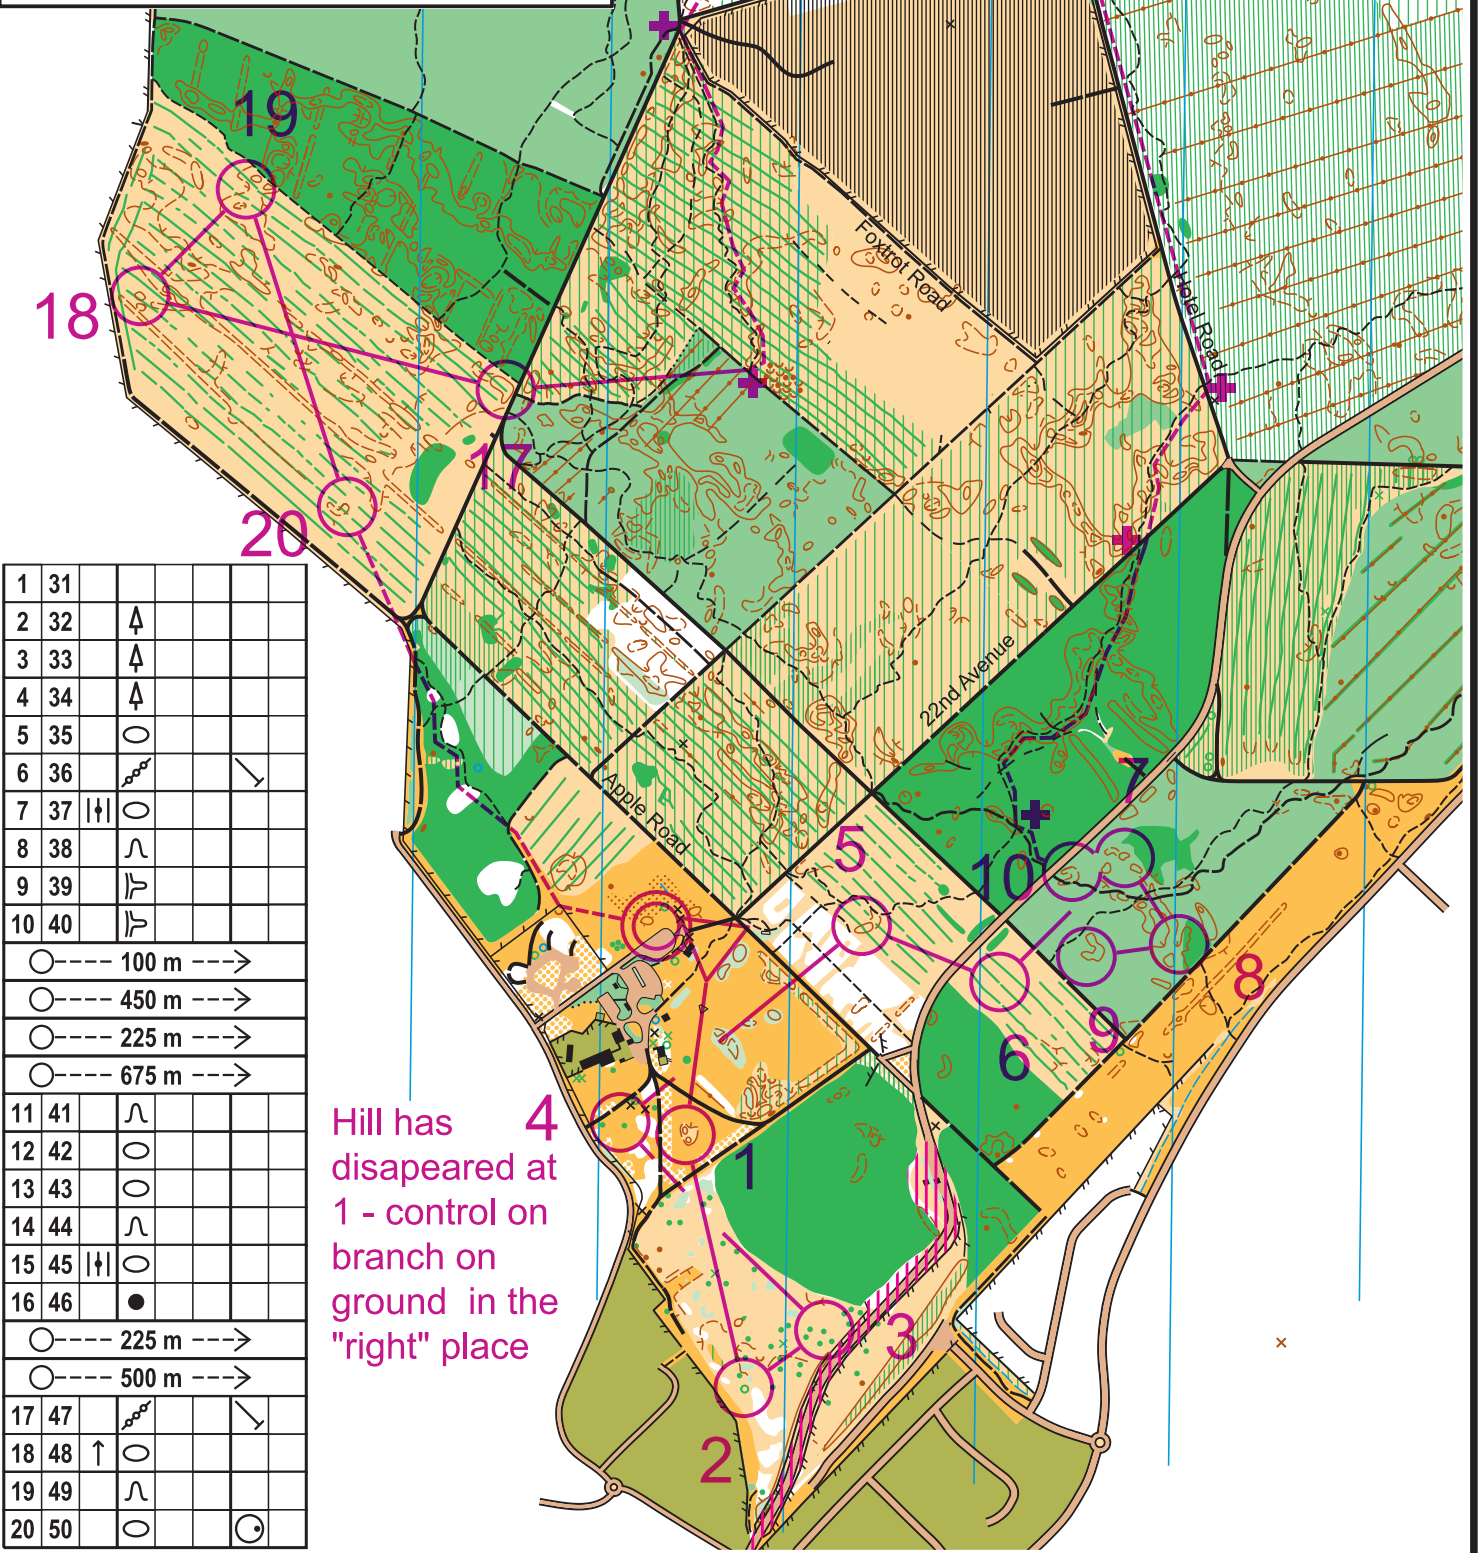 19
18
17
20
Foxtrot Road
Hotel Road
22nd Avenue
Apple Road
7
5
10
8
9
6
4
1
3
2
Hill has
disapeared at
1 - control on
branch on
ground in the
"right" place
1 31
2 32
3 33
4 34
5 35
6 36
7 37
8 38
9 39
10 40
100 m
450 m
225 m
675 m
11 41
12 42
13 43
14 44
15 45
16 46
225 m
500 m
17 47
18 48
19 49
20 50